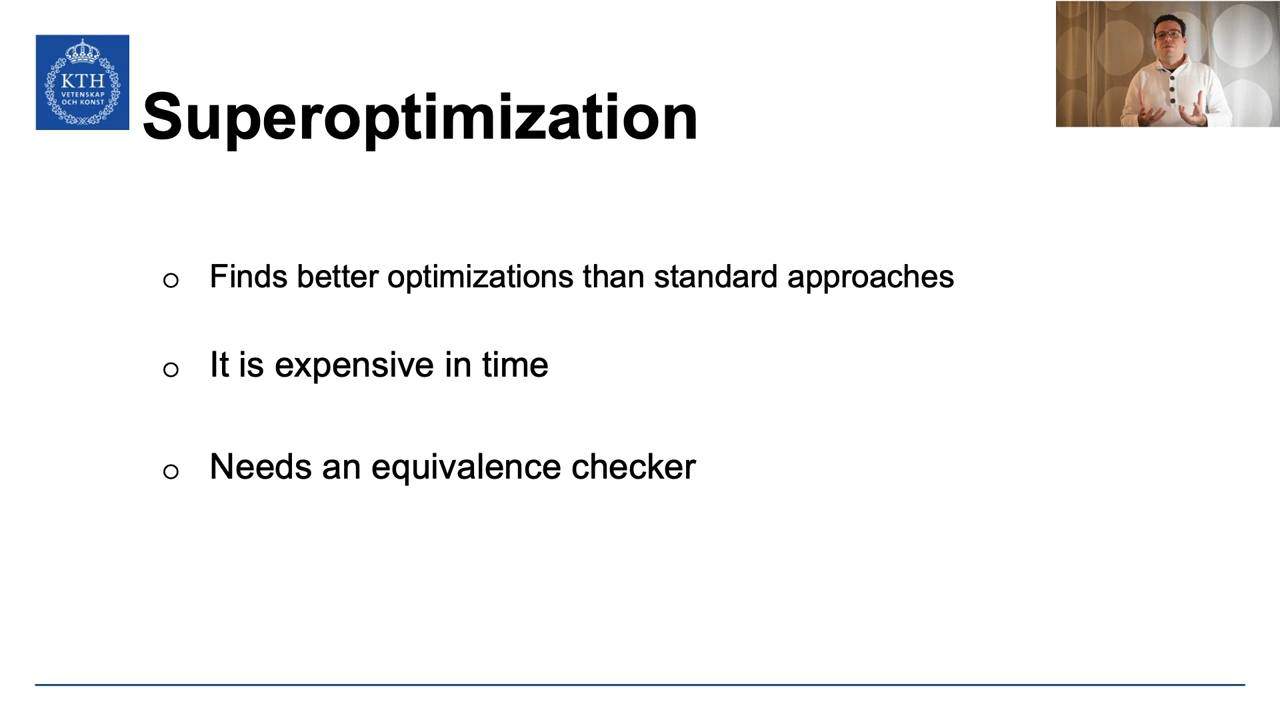 KTH
VETENSKAP
OCH KONST
Superoptimization
Finds better optimizations than standard approaches
It is expensive in time
Needs an equivalence checker